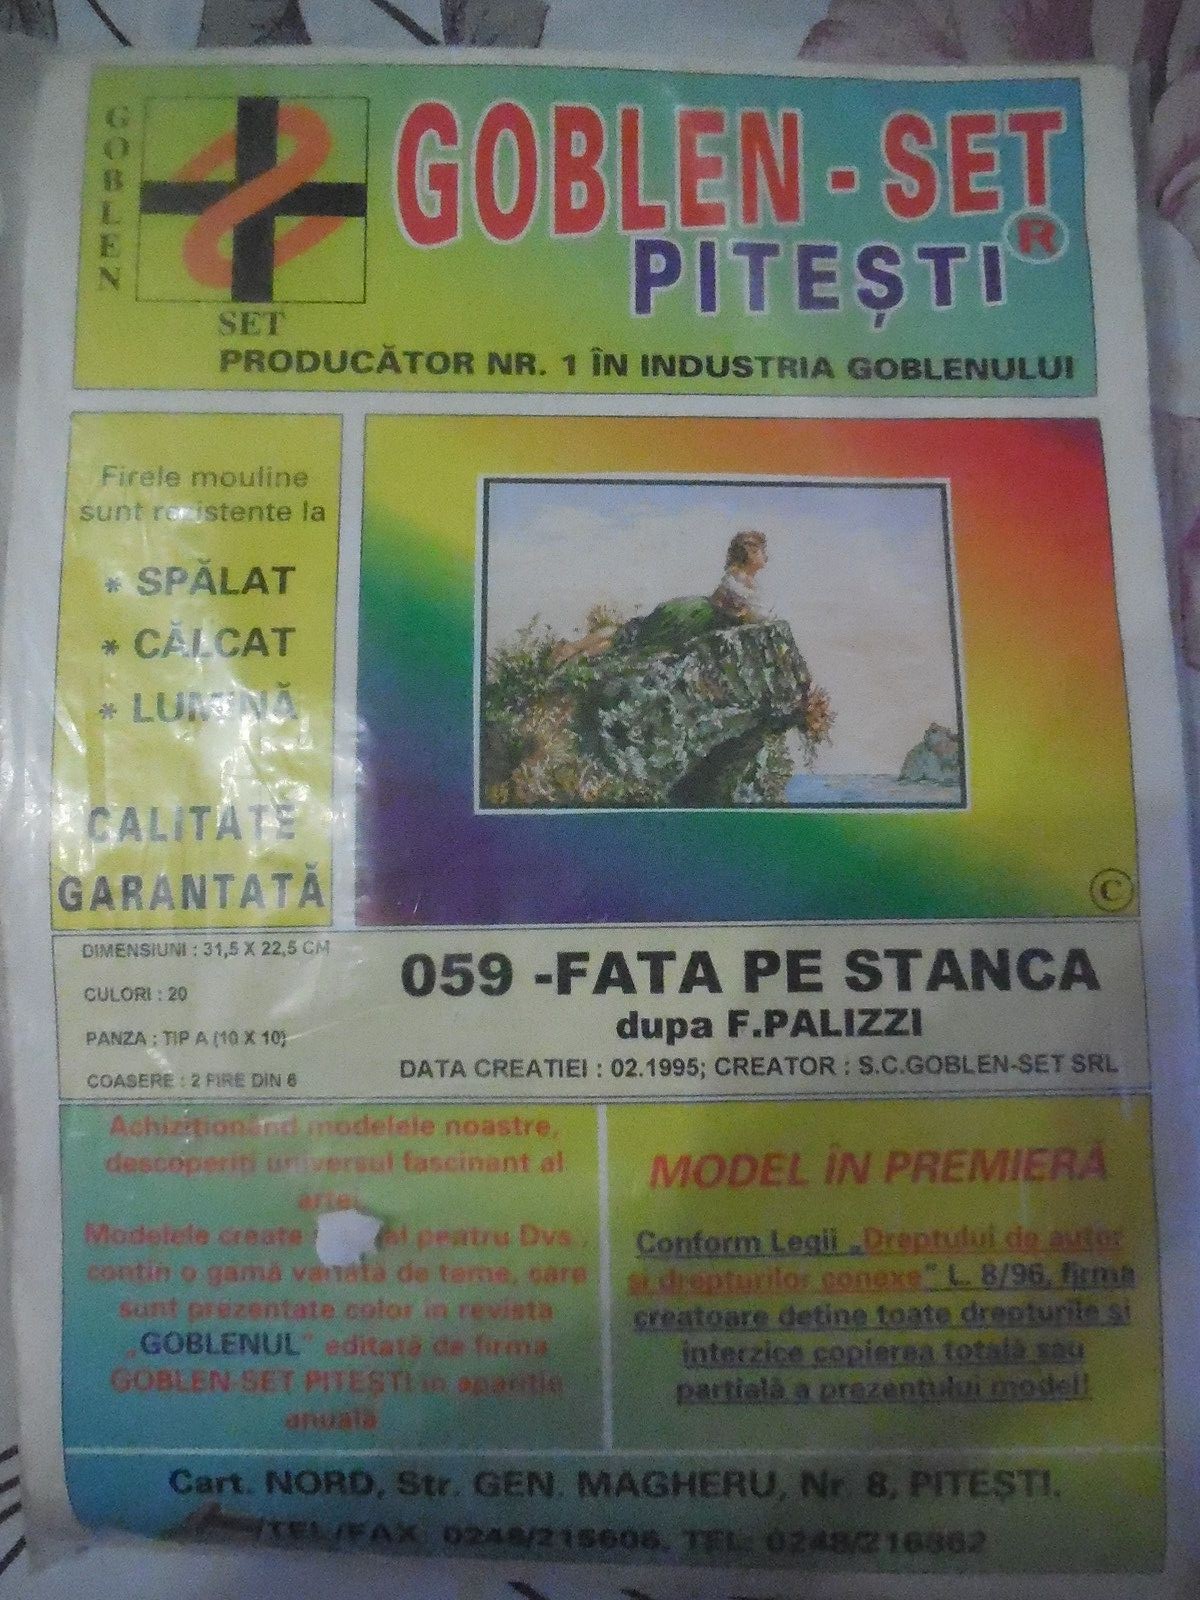 GOBLEN
SET
GOBLEN - SET
PITEȘTI ®
PRODUCĂTOR NR. 1 ÎN INDUSTRIA GOBLENULUI
Firele mouline
sunt rezistente la
* SPĂLAT
* CĂLCAT
* LUMINĂ
CALITATE
GARANTATĂ
©
DIMENSIUNI : 31,5 X 22,5 CM
CULORI : 20
PANZA : TIP A (10 X 10)
COASERE : 2 FIRE DIN 6
059 -FATA PE STANCA
dupa F.PALIZZI
DATA CREATIEI : 02.1995; CREATOR : S.C.GOBLEN-SET SRL
Achiziționând modelele noastre,
descoperiți universul fascinant al
artei
Modelele create pentru Dvs.,
conțin o gamă variată de teme, care
sunt prezentate color în revista
„GOBLENUL" editată de firma
GOBLEN-SET PITEȘTI în apariție
anuală
MODEL ÎN PREMIERĂ
Conform Legii „Dreptului de autor
și drepturilor conexe" L. 8/96, firma
creatoare deține toate drepturile și
interzice copierea totală sau
parțială a prezentului model!
Cart. NORD, Str. GEN. MAGHERU, Nr. 8, PITEȘTI.
/TEL/FAX: TEL: